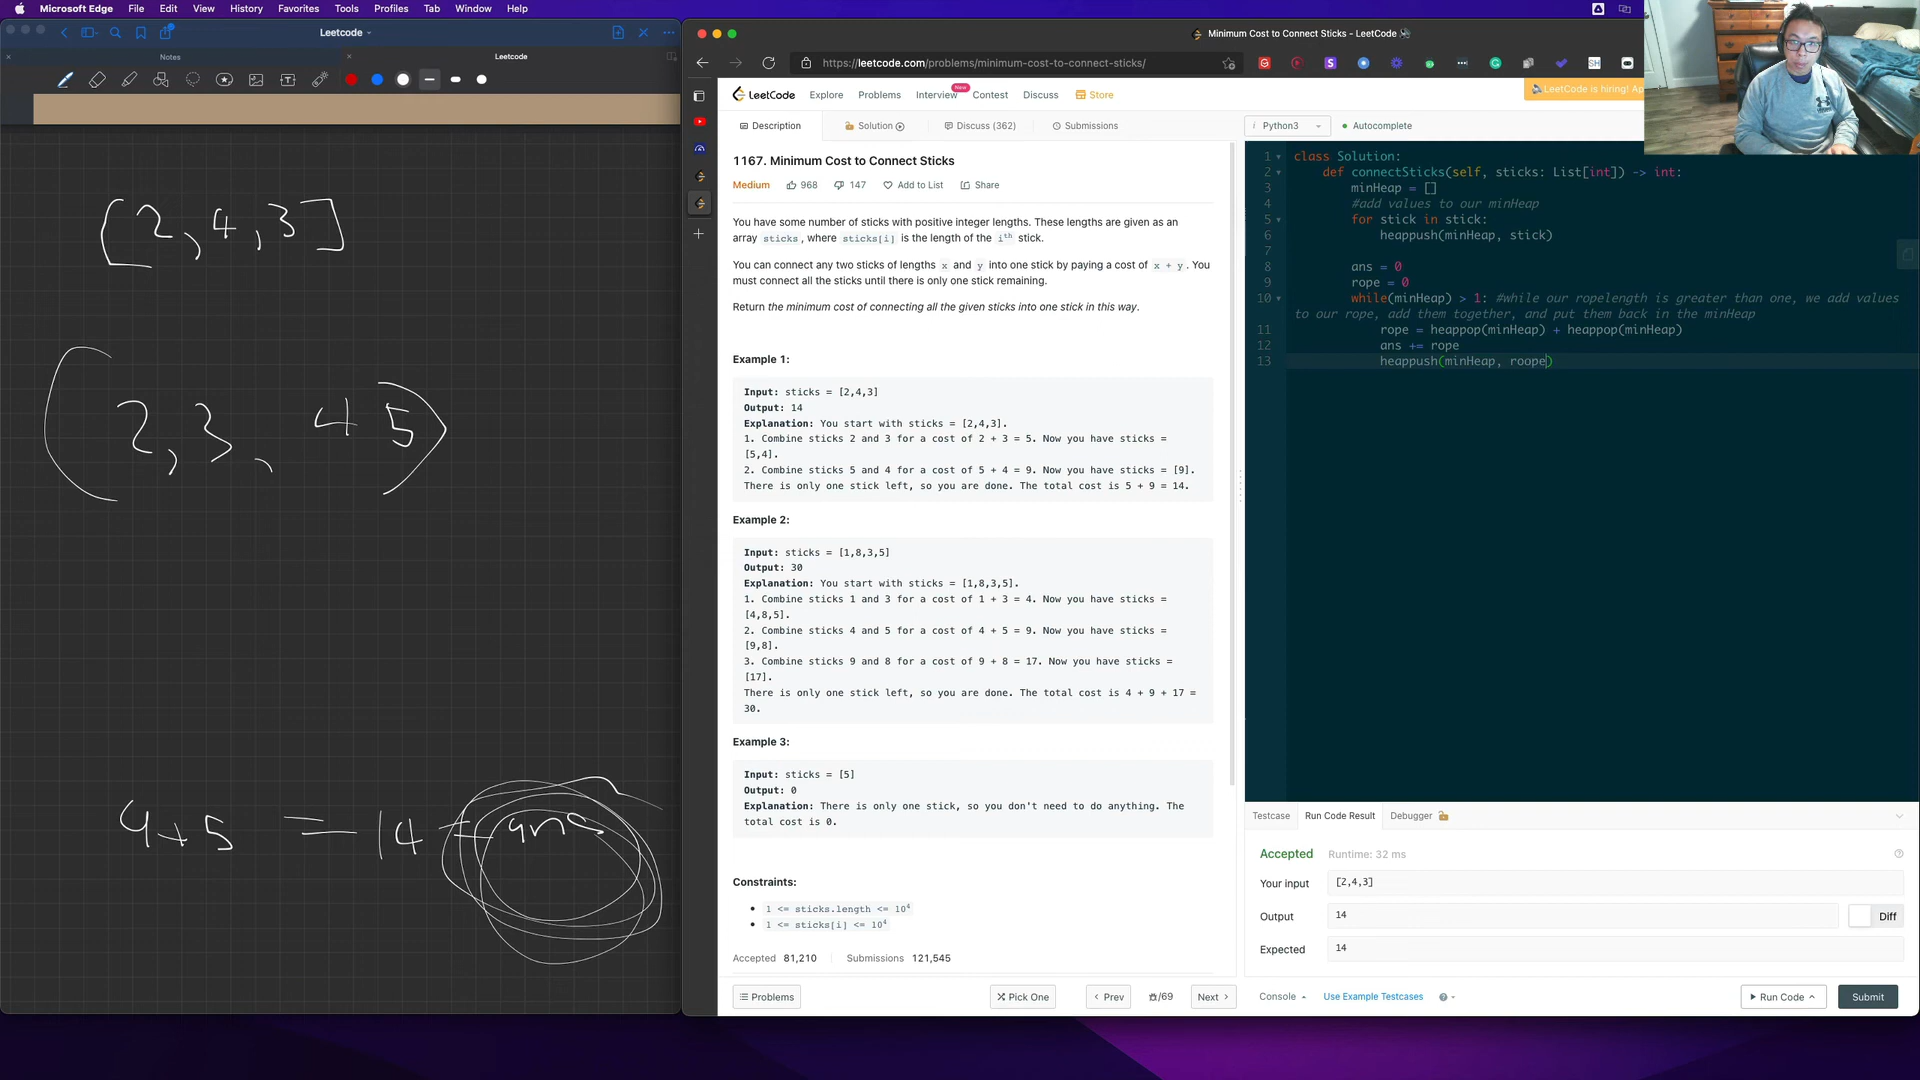 Microsoft Edge File Edit View History Favorites Tools Profiles Tab Window Help
Leetcode
Notes
Leetcode
[2,4,3]
2,3, 4 5
4+5 = 14 = ans
Minimum Cost to Connect Sticks - LeetCode
https://leetcode.com/problems/minimum-cost-to-connect-sticks/
LeetCode Explore Problems Interview New Contest Discuss Store
LeetCode is hiring! Ap
Description Solution Discuss (362) Submissions
1167. Minimum Cost to Connect Sticks
Medium 968 147 Add to List Share
You have some number of sticks with positive integer lengths. These lengths are given as an
array sticks, where sticks[i] is the length of the ith stick.
You can connect any two sticks of lengths x and y into one stick by paying a cost of x + y. You
must connect all the sticks until there is only one stick remaining.
Return the minimum cost of connecting all the given sticks into one stick in this way.
Example 1:
Input: sticks = [2,4,3]
Output: 14
Explanation: You start with sticks = [2,4,3].
1. Combine sticks 2 and 3 for a cost of 2 + 3 = 5. Now you have sticks =
[5,4].
2. Combine sticks 5 and 4 for a cost of 5 + 4 = 9. Now you have sticks = [9].
There is only one stick left, so you are done. The total cost is 5 + 9 = 14.
Example 2:
Input: sticks = [1,8,3,5]
Output: 30
Explanation: You start with sticks = [1,8,3,5].
1. Combine sticks 1 and 3 for a cost of 1 + 3 = 4. Now you have sticks =
[4,8,5].
2. Combine sticks 4 and 5 for a cost of 4 + 5 = 9. Now you have sticks =
[9,8].
3. Combine sticks 9 and 8 for a cost of 9 + 8 = 17. Now you have sticks =
[17].
There is only one stick left, so you are done. The total cost is 4 + 9 + 17 =
30.
Example 3:
Input: sticks = [5]
Output: 0
Explanation: There is only one stick, so you don't need to do anything. The
total cost is 0.
Constraints:
1 <= sticks.length <= 10^4
1 <= sticks[i] <= 10^4
Accepted 81,210 Submissions 121,545
Problems Pick One Prev /69 Next
Python3 Autocomplete
1 class Solution:
2 def connectSticks(self, sticks: List[int]) -> int:
3 minHeap = []
4 #add values to our minHeap
5 for stick in stick:
6 heappush(minHeap, stick)
7
8 ans = 0
9 rope = 0
10 while(minHeap) > 1: #while our ropelength is greater than one, we add values
to our rope, add them together, and put them back in the minHeap
11 rope = heappop(minHeap) + heappop(minHeap)
12 ans += rope
13 heappush(minHeap, roope)
Testcase Run Code Result Debugger
Accepted Runtime: 32 ms
Your input [2,4,3]
Output 14 Diff
Expected 14
Console Use Example Testcases Run Code Submit